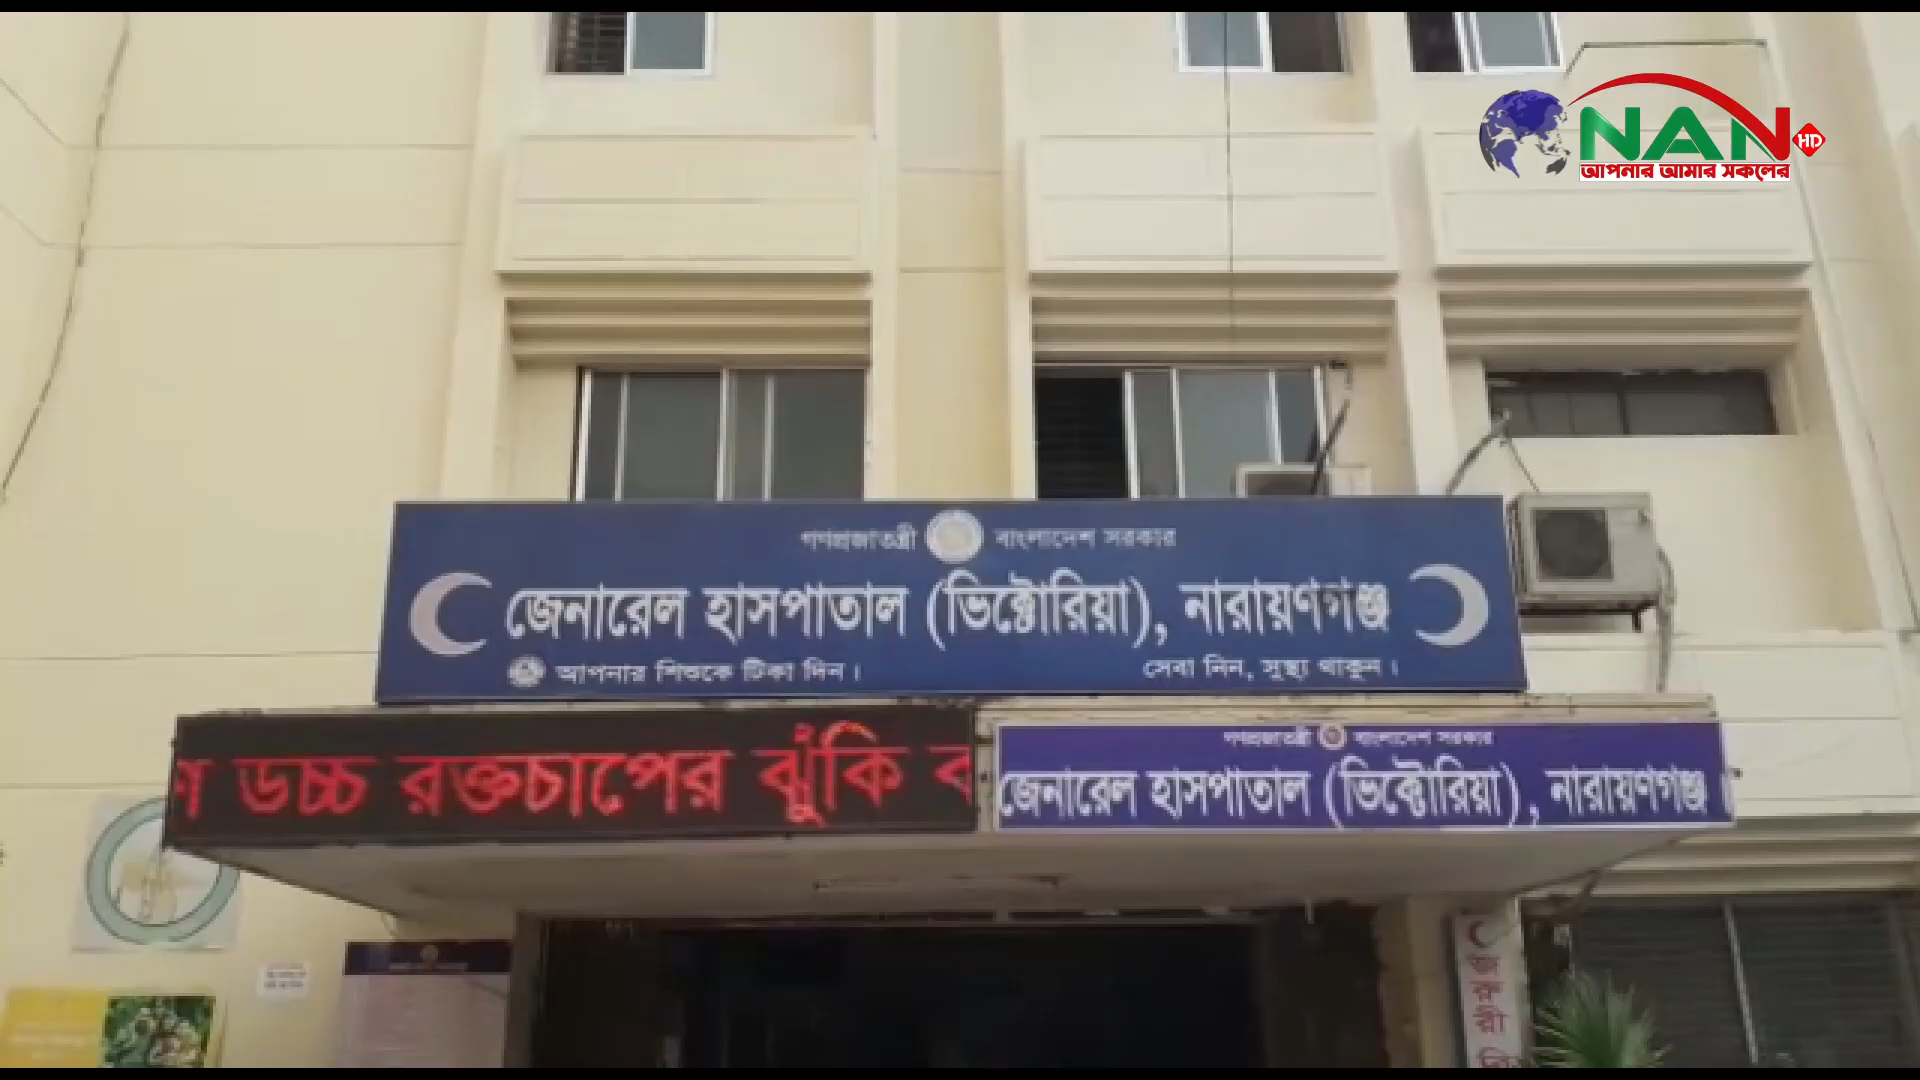 NAN HD
আপনার আমার সকলের
গণপ্রজাতন্ত্রী বাংলাদেশ সরকার
জেনারেল হাসপাতাল (ভিক্টোরিয়া), নারায়ণগঞ্জ
আপনার শিশুকে টিকা দিন।
সেবা নিন, সুস্থ্য থাকুন।
উচ্চ রক্তচাপের ঝুঁকি
গণপ্রজাতন্ত্রী বাংলাদেশ সরকার
জেনারেল হাসপাতাল (ভিক্টোরিয়া), নারায়ণগঞ্জ।
জরুরী